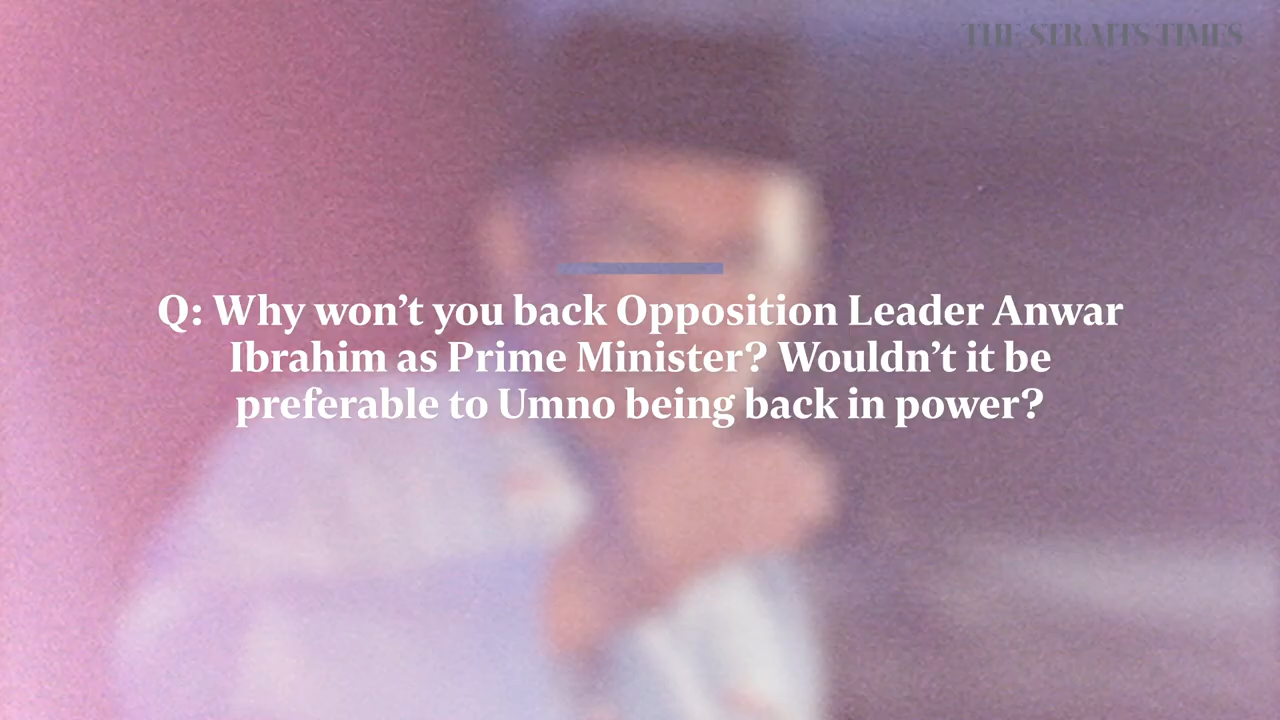 THE STRAITS TIMES
Q: Why won’t you back Opposition Leader Anwar
Ibrahim as Prime Minister? Wouldn’t it be
preferable to Umno being back in power?